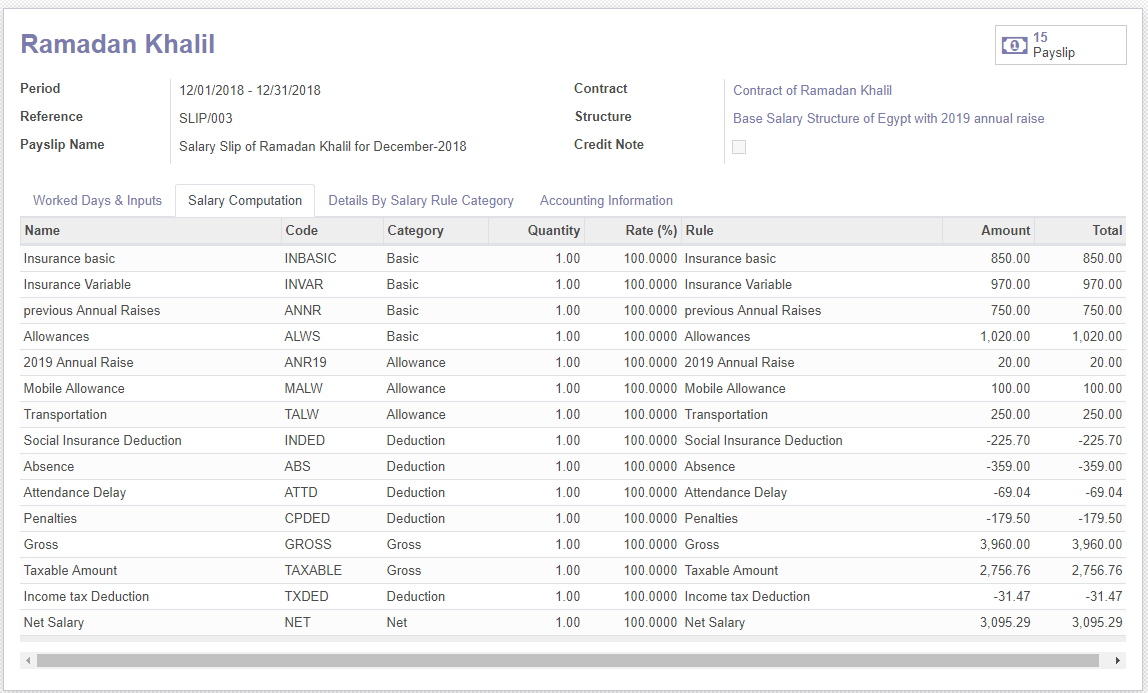 Ramadan Khalil
15
Payslip
Period 12/01/2018 - 12/31/2018 Contract Contract of Ramadan Khalil
Reference SLIP/003 Structure Base Salary Structure of Egypt with 2019 annual raise
Payslip Name Salary Slip of Ramadan Khalil for December-2018 Credit Note
Worked Days & Inputs Salary Computation Details By Salary Rule Category Accounting Information
Name Code Category Quantity Rate (%) Rule Amount Total
Insurance basic INBASIC Basic 1.00 100.0000 Insurance basic 850.00 850.00
Insurance Variable INVAR Basic 1.00 100.0000 Insurance Variable 970.00 970.00
previous Annual Raises ANNR Basic 1.00 100.0000 previous Annual Raises 750.00 750.00
Allowances ALWS Basic 1.00 100.0000 Allowances 1,020.00 1,020.00
2019 Annual Raise ANR19 Allowance 1.00 100.0000 2019 Annual Raise 20.00 20.00
Mobile Allowance MALW Allowance 1.00 100.0000 Mobile Allowance 100.00 100.00
Transportation TALW Allowance 1.00 100.0000 Transportation 250.00 250.00
Social Insurance Deduction INDED Deduction 1.00 100.0000 Social Insurance Deduction -225.70 -225.70
Absence ABS Deduction 1.00 100.0000 Absence -359.00 -359.00
Attendance Delay ATTD Deduction 1.00 100.0000 Attendance Delay -69.04 -69.04
Penalties CPDED Deduction 1.00 100.0000 Penalties -179.50 -179.50
Gross GROSS Gross 1.00 100.0000 Gross 3,960.00 3,960.00
Taxable Amount TAXABLE Gross 1.00 100.0000 Taxable Amount 2,756.76 2,756.76
Income tax Deduction TXDED Deduction 1.00 100.0000 Income tax Deduction -31.47 -31.47
Net Salary NET Net 1.00 100.0000 Net Salary 3,095.29 3,095.29